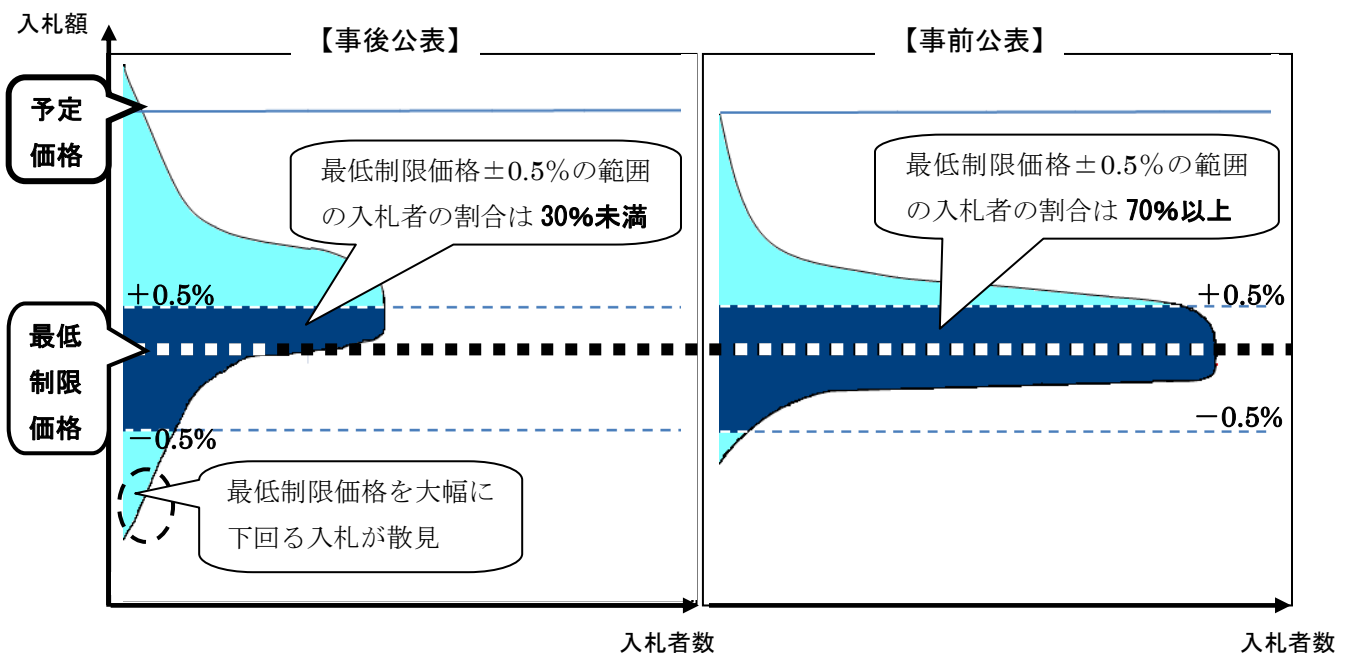 入札額
【事後公表】
【事前公表】
予定
価格
最低制限価格±0.5%の範囲
の入札者の割合は 30%未満
最低制限価格±0.5%の範囲
の入札者の割合は 70%以上
+0.5%
+0.5%
最低
制限
価格
-0.5%
-0.5%
最低制限価格を大幅に
下回る入札が散見
入札者数
入札者数